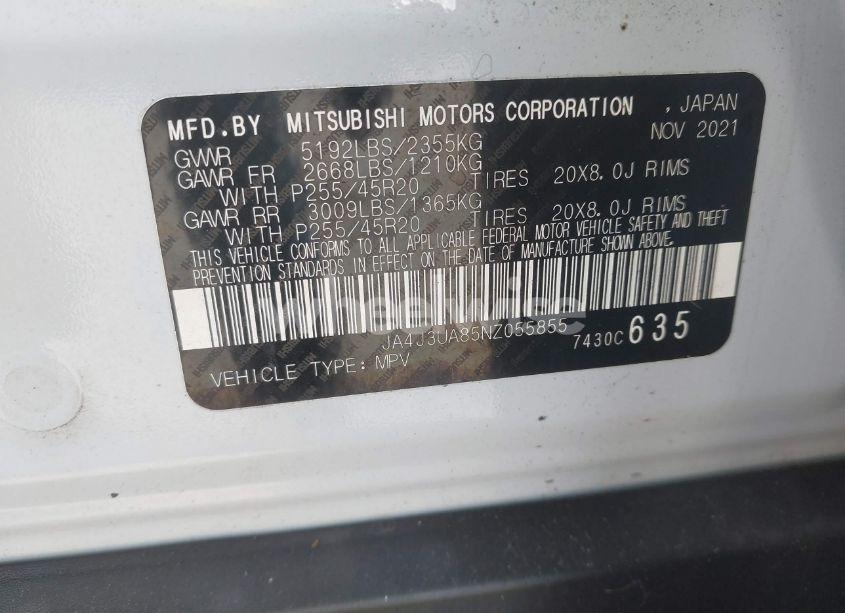 MFD.BY MITSUBISHI MOTORS CORPORATION , JAPAN
NOV 2021
GVWR 5192LBS/2355KG
GAWR FR 2668LBS/1210KG
WITH P255/45R20 TIRES 20X8.0J RIMS
GAWR RR 3009LBS/1365KG
WITH P255/45R20 TIRES 20X8.0J RIMS
THIS VEHICLE CONFORMS TO ALL APPLICABLE FEDERAL MOTOR VEHICLE SAFETY AND THEFT
PREVENTION STANDARDS IN EFFECT ON THE DATE OF MANUFACTURE SHOWN ABOVE.
wheelwise
JA4J3UA85NZ055855 7430C 635
VEHICLE TYPE: MPV